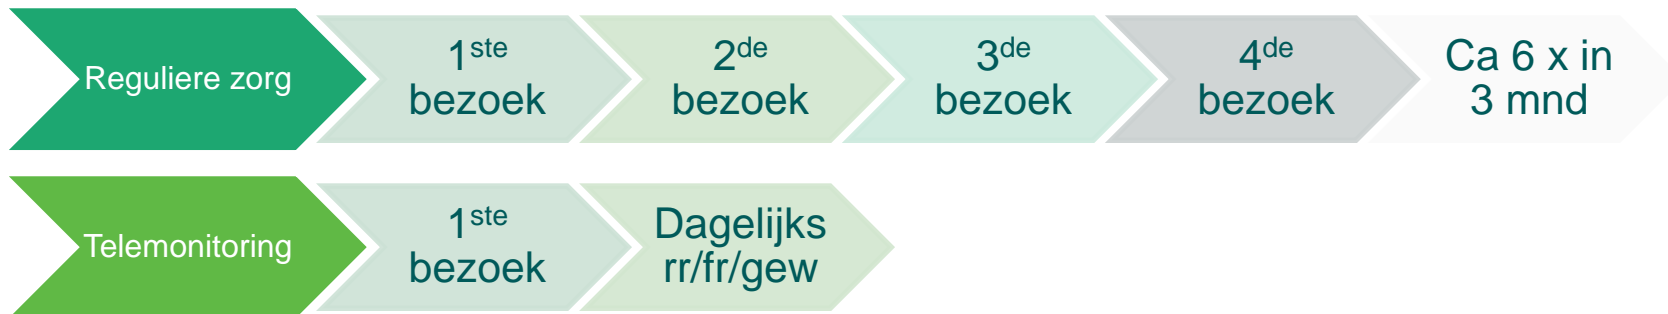 Reguliere zorg
1ste
bezoek
2de
bezoek
3de
bezoek
4de
bezoek
Ca 6 x in
3 mnd
Telemonitoring
1ste
bezoek
Dagelijks
rr/fr/gew